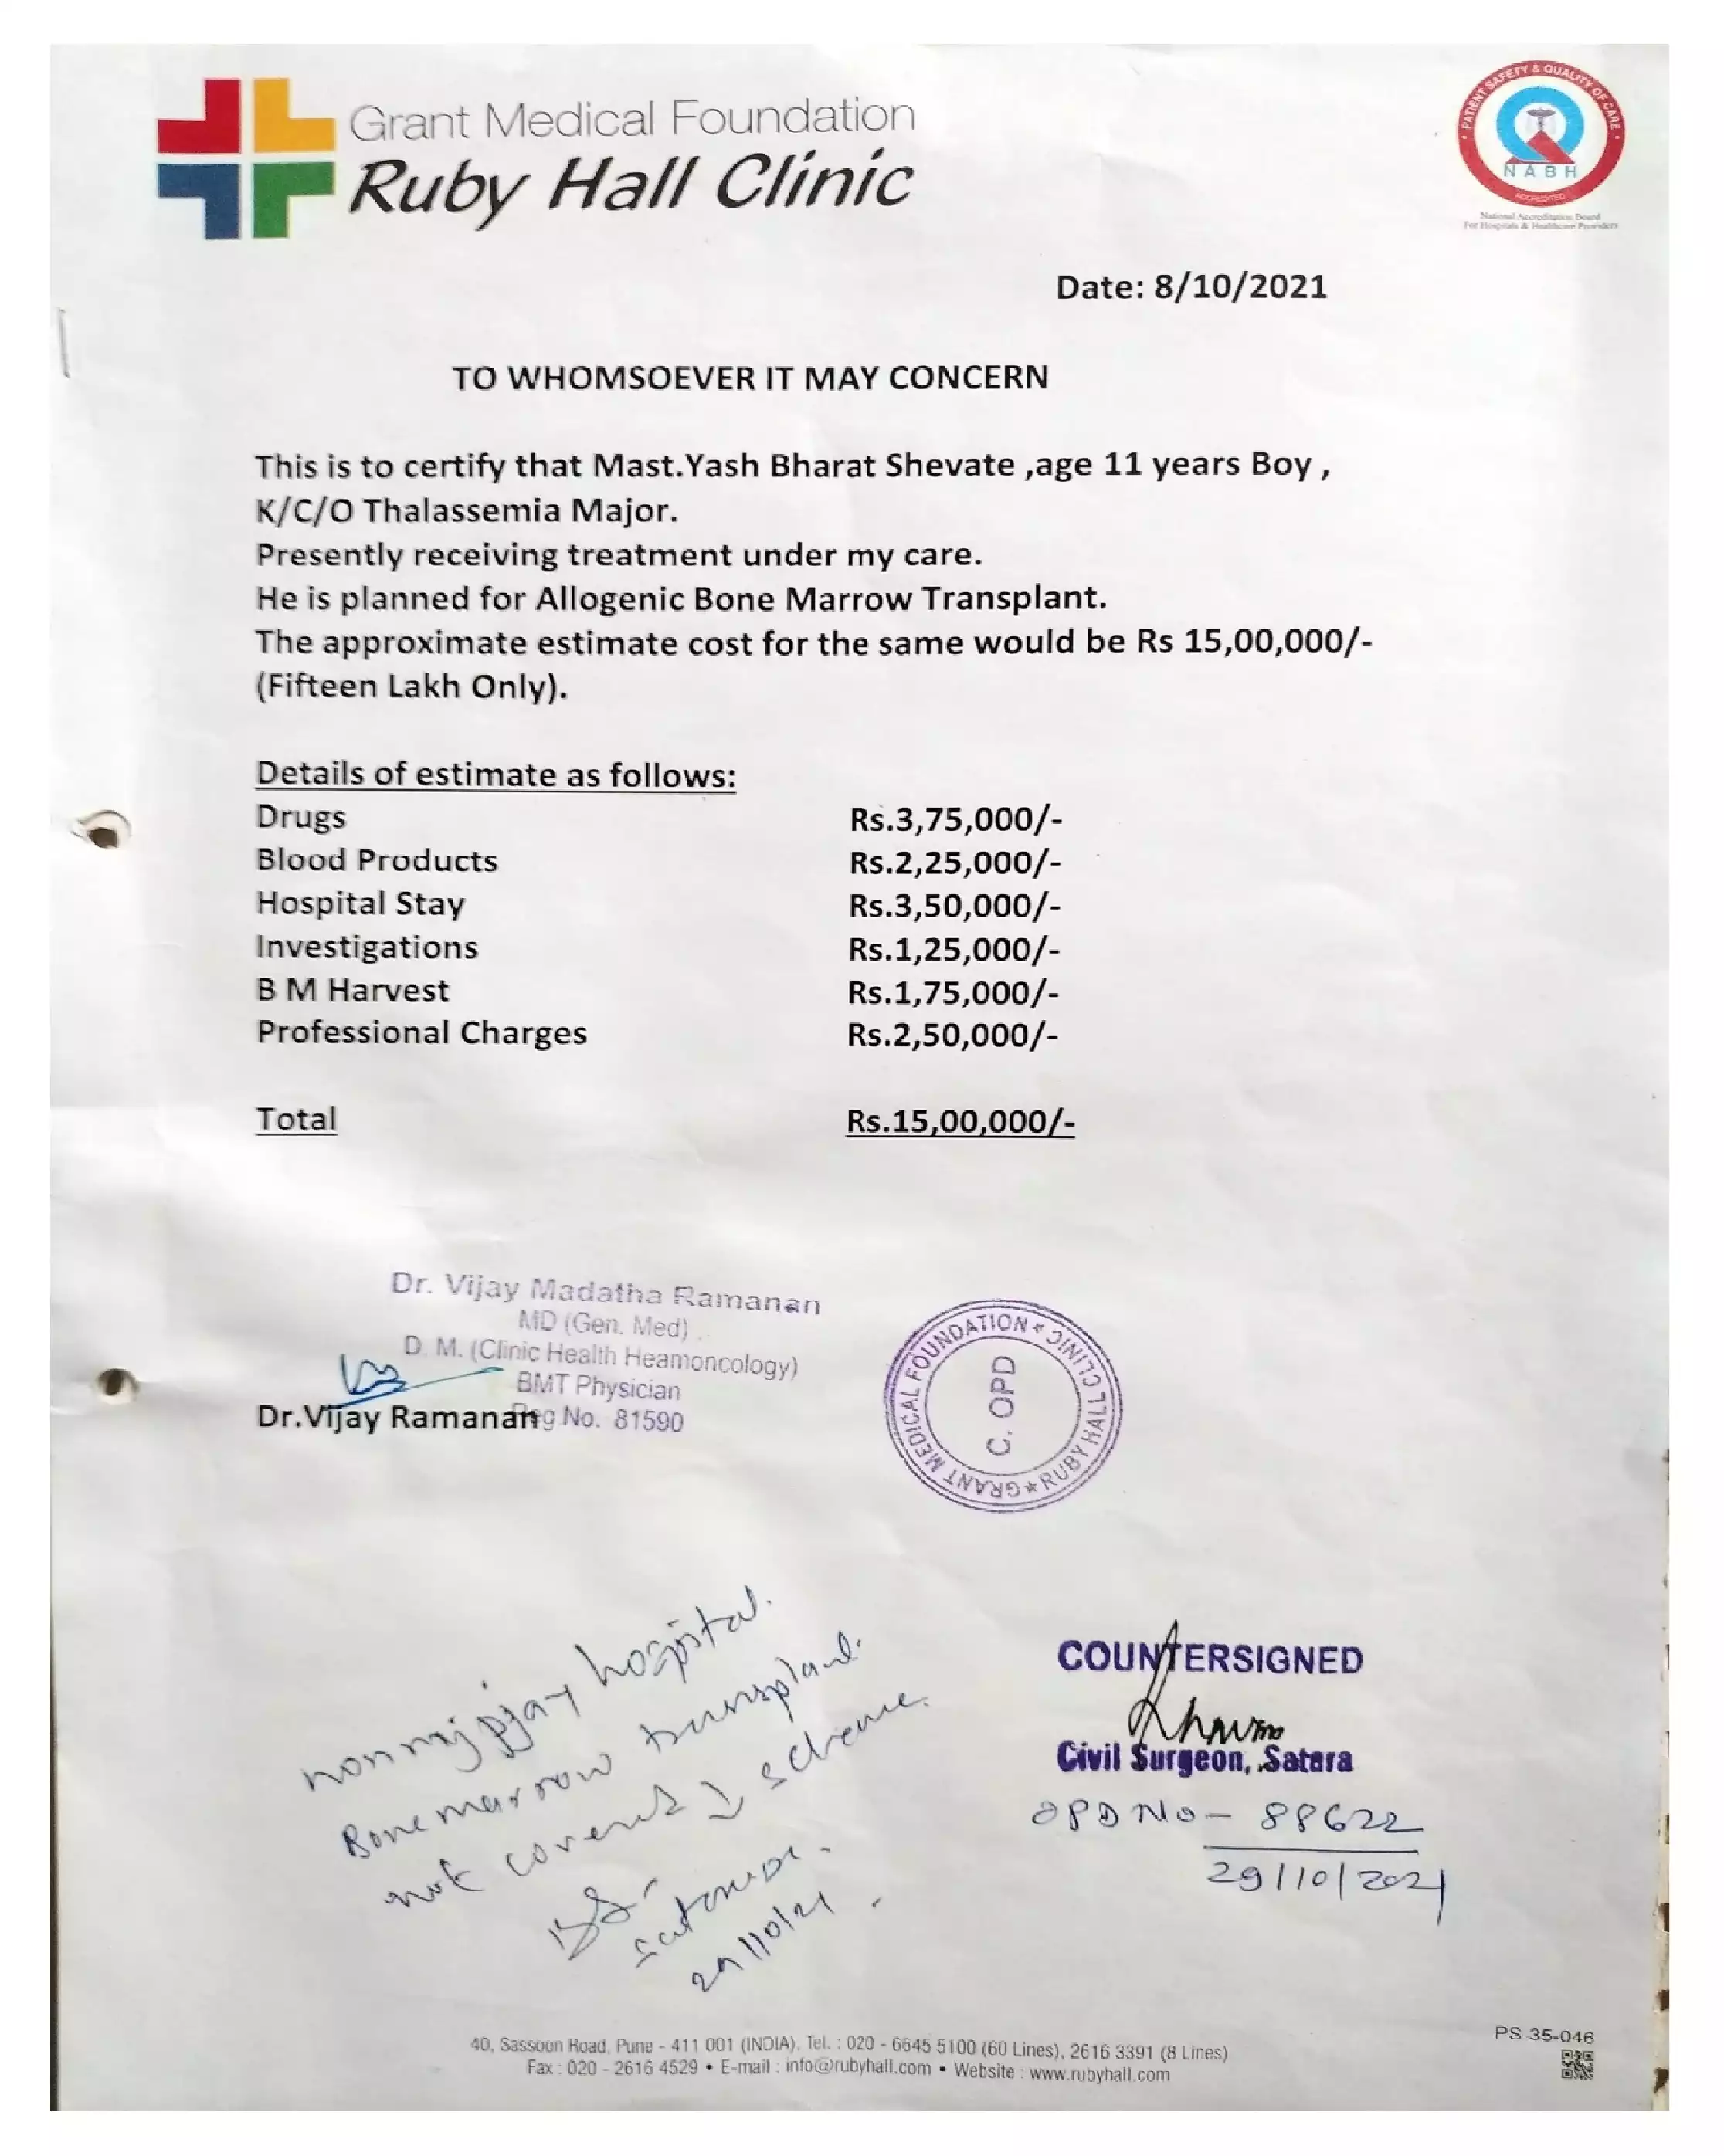 Grant Medical Foundation
Ruby Hall Clinic
PATIENT SAFETY & QUALITY OF CARE
NABH
ACCREDITED
National Accreditation Board
For Hospitals & Healthcare Providers
Date: 8/10/2021
TO WHOMSOEVER IT MAY CONCERN
This is to certify that Mast.Yash Bharat Shevate ,age 11 years Boy ,
K/C/O Thalassemia Major.
Presently receiving treatment under my care.
He is planned for Allogenic Bone Marrow Transplant.
The approximate estimate cost for the same would be Rs 15,00,000/-
(Fifteen Lakh Only).
Details of estimate as follows:
Drugs Rs.3,75,000/-
Blood Products Rs.2,25,000/-
Hospital Stay Rs.3,50,000/-
Investigations Rs.1,25,000/-
B M Harvest Rs.1,75,000/-
Professional Charges Rs.2,50,000/-
Total Rs.15,00,000/-
Dr. Vijay Madatha Ramanan
MD (Gen. Med)
D. M. (Clinic Health Heamoncology)
BMT Physician
Reg No. 81590
Dr.Vijay Ramanan
GRANT MEDICAL FOUNDATION * RUBY HALL CLINIC *
C. OPD
non mjpjay hospital.
Bone marrow transplant
not covered scheme
29/10/21
COUNTERSIGNED
Civil Surgeon, Satara
OPD No - 88622
29/10/2021
40, Sassoon Road, Pune - 411 001 (INDIA), Tel. : 020 - 6645 5100 (60 Lines), 2616 3391 (8 Lines)
Fax : 020 - 2616 4529 • E-mail : info@rubyhall.com • Website : www.rubyhall.com
PS-35-046